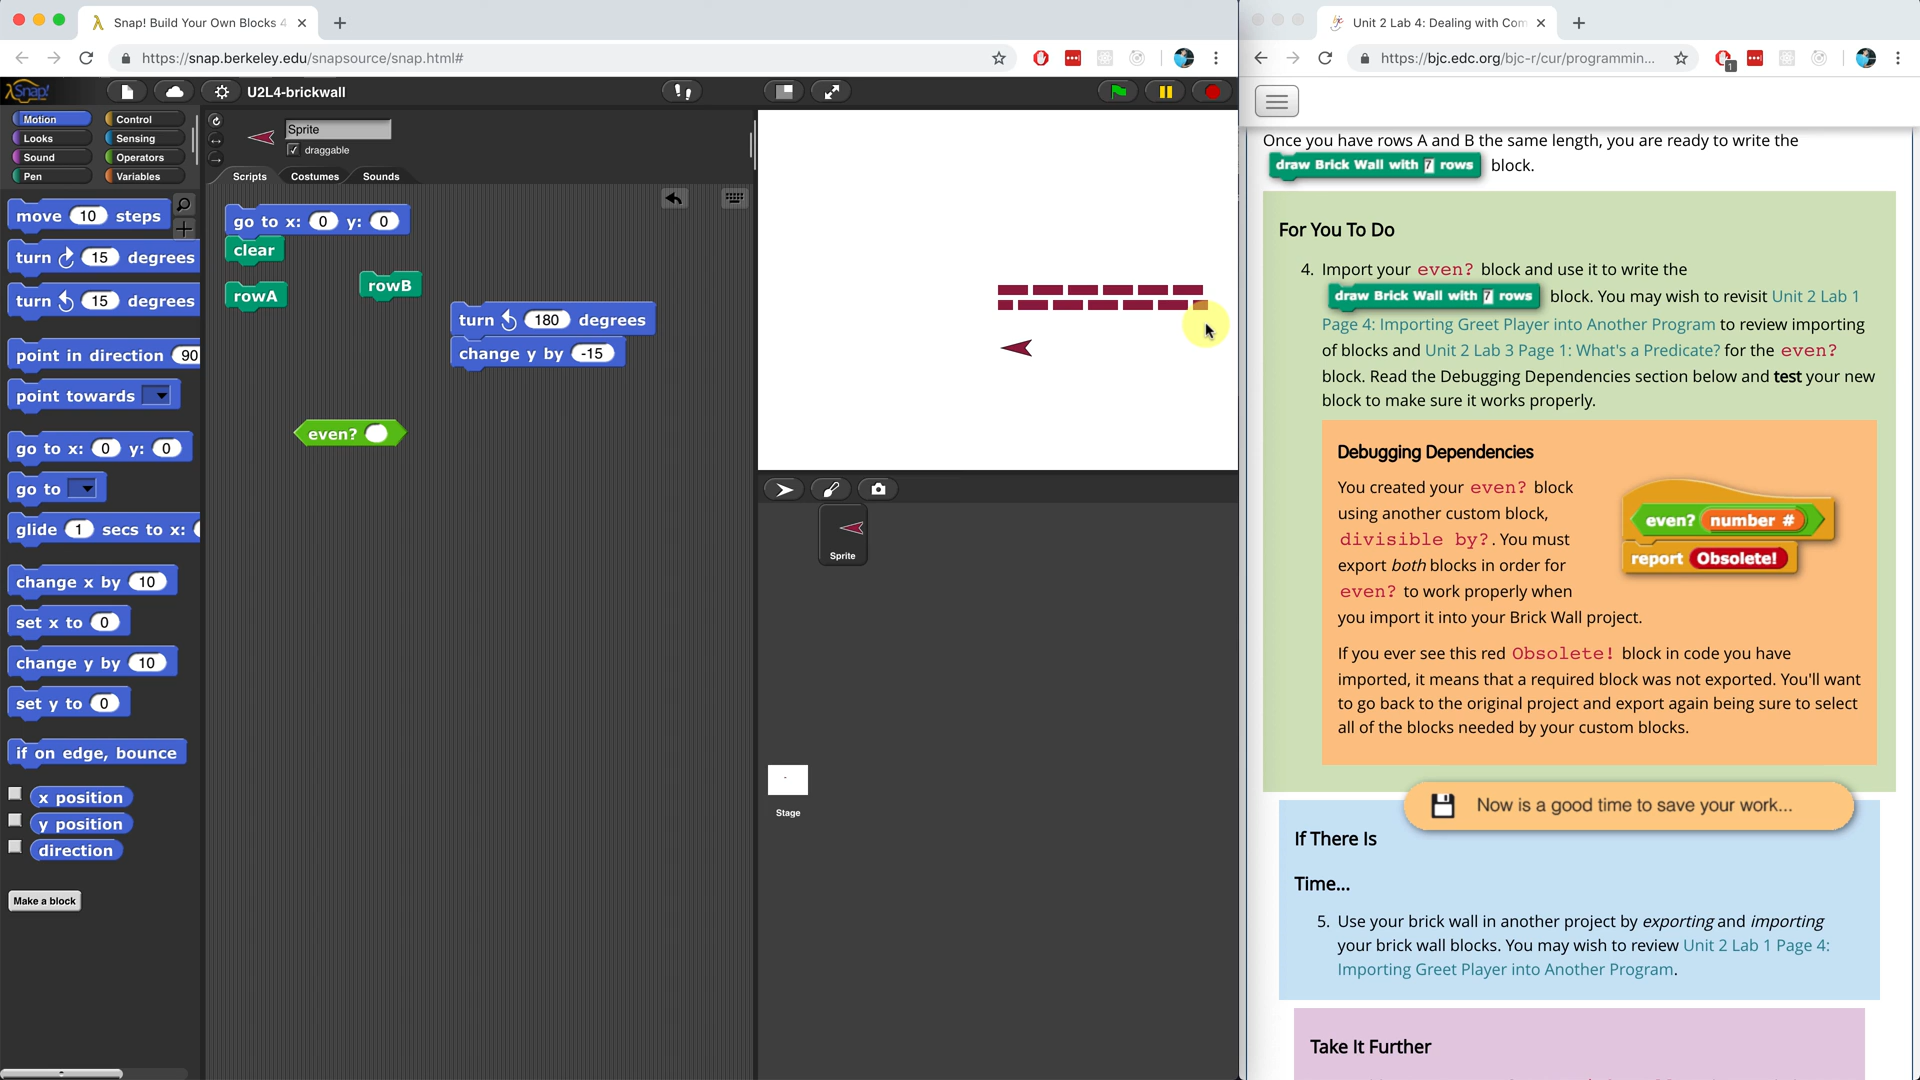 Snap! Build Your Own Blocks 4
https://snap.berkeley.edu/snapsource/snap.html#
Snap!
U2L4-brickwall
Motion
Control
Looks
Sensing
Sound
Operators
Pen
Variables
move 10 steps
turn 15 degrees
turn 15 degrees
point in direction 90
point towards
go to x: 0 y: 0
go to
glide 1 secs to x:
change x by 10
set x to 0
change y by 10
set y to 0
if on edge, bounce
x position
y position
direction
Make a block
Sprite
draggable
Scripts
Costumes
Sounds
go to x: 0 y: 0
clear
rowA
rowB
turn 180 degrees
change y by -15
even?
Sprite
Stage
Unit 2 Lab 4: Dealing with Com
https://bjc.edc.org/bjc-r/cur/programmin...
1
Once you have rows A and B the same length, you are ready to write the
draw Brick Wall with 7 rows block.
For You To Do
4. Import your even? block and use it to write the
draw Brick Wall with 7 rows block. You may wish to revisit Unit 2 Lab 1
Page 4: Importing Greet Player into Another Program to review importing
of blocks and Unit 2 Lab 3 Page 1: What's a Predicate? for the even?
block. Read the Debugging Dependencies section below and test your new
block to make sure it works properly.
Debugging Dependencies
You created your even? block
using another custom block,
divisible by?. You must
export both blocks in order for
even? to work properly when
you import it into your Brick Wall project.
even? number #
report Obsolete!
If you ever see this red Obsolete! block in code you have
imported, it means that a required block was not exported. You'll want
to go back to the original project and export again being sure to select
all of the blocks needed by your custom blocks.
Now is a good time to save your work...
If There Is
Time...
5. Use your brick wall in another project by exporting and importing
your brick wall blocks. You may wish to review Unit 2 Lab 1 Page 4:
Importing Greet Player into Another Program.
Take It Further